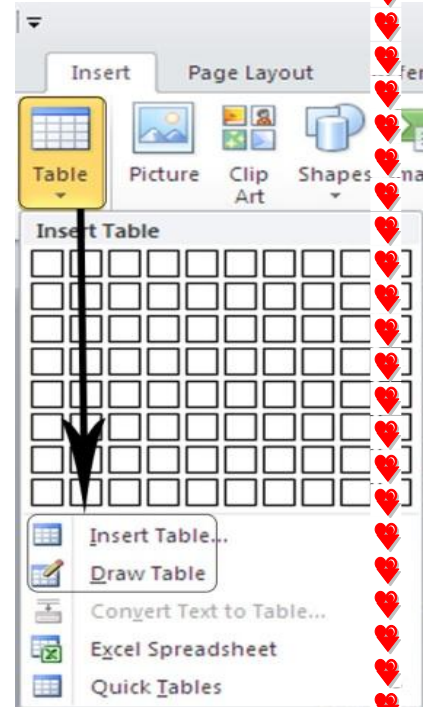 Insert Page Layout
Table Picture Clip Art Shapes
Insert Table
Insert Table...
Draw Table
Convert Text to Table...
Excel Spreadsheet
Quick Tables